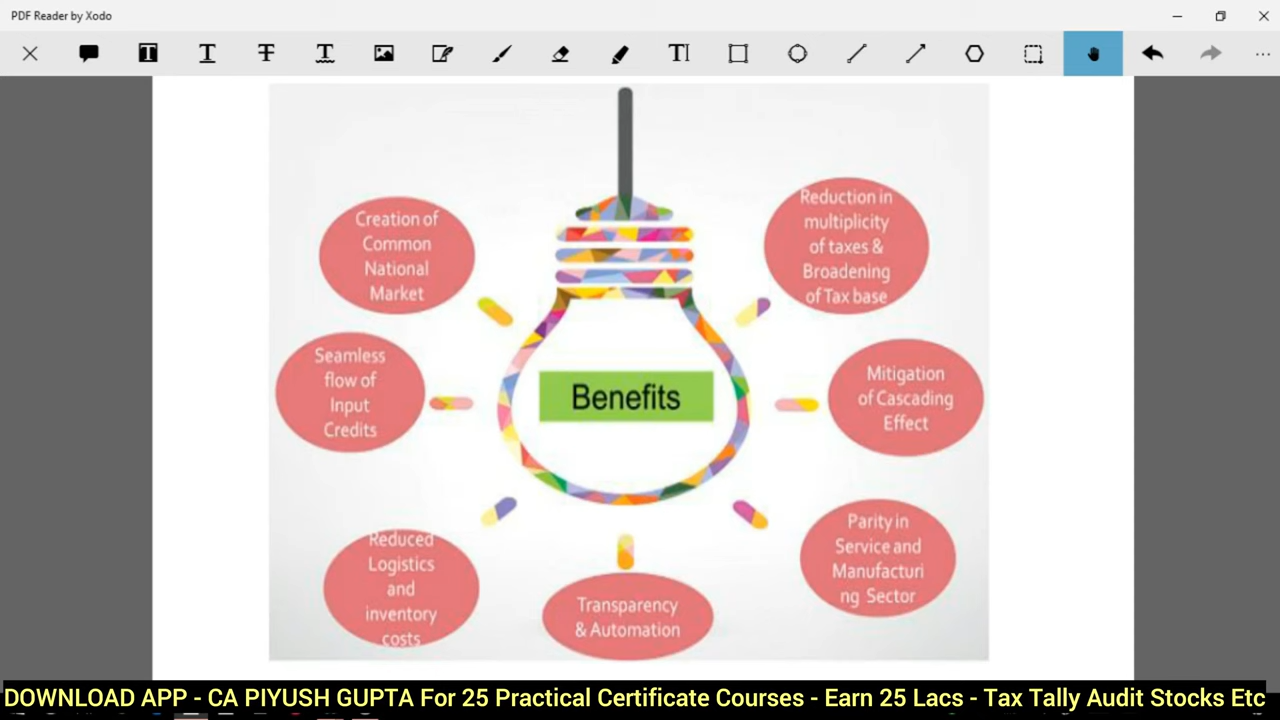 PDF Reader by Xodo
Creation of
Common
National
Market
Reduction in
multiplicity
of taxes &
Broadening
of Tax base
Seamless
flow of
Input
Credits
Benefits
Mitigation
of Cascading
Effect
Reduced
Logistics
and
inventory
costs
Transparency
& Automation
Parity in
Service and
Manufacturi
ng Sector
DOWNLOAD APP - CA PIYUSH GUPTA For 25 Practical Certificate Courses - Earn 25 Lacs - Tax Tally Audit Stocks Etc